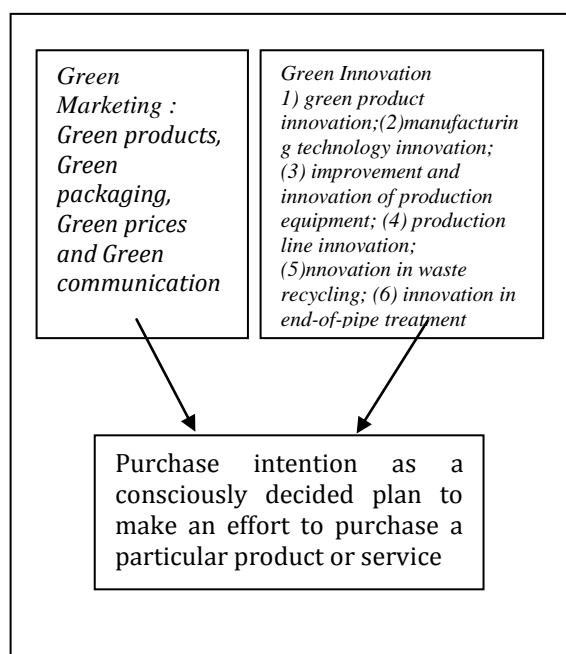 Green
Marketing :
Green products,
Green
packaging,
Green prices
and Green
communication
Green Innovation
1) green product
innovation;(2)manufacturin
g technology innovation;
(3) improvement and
innovation of production
equipment; (4) production
line innovation;
(5)nnovation in waste
recycling; (6) innovation in
end-of-pipe treatment
Purchase intention as a
consciously decided plan to
make an effort to purchase a
particular product or service